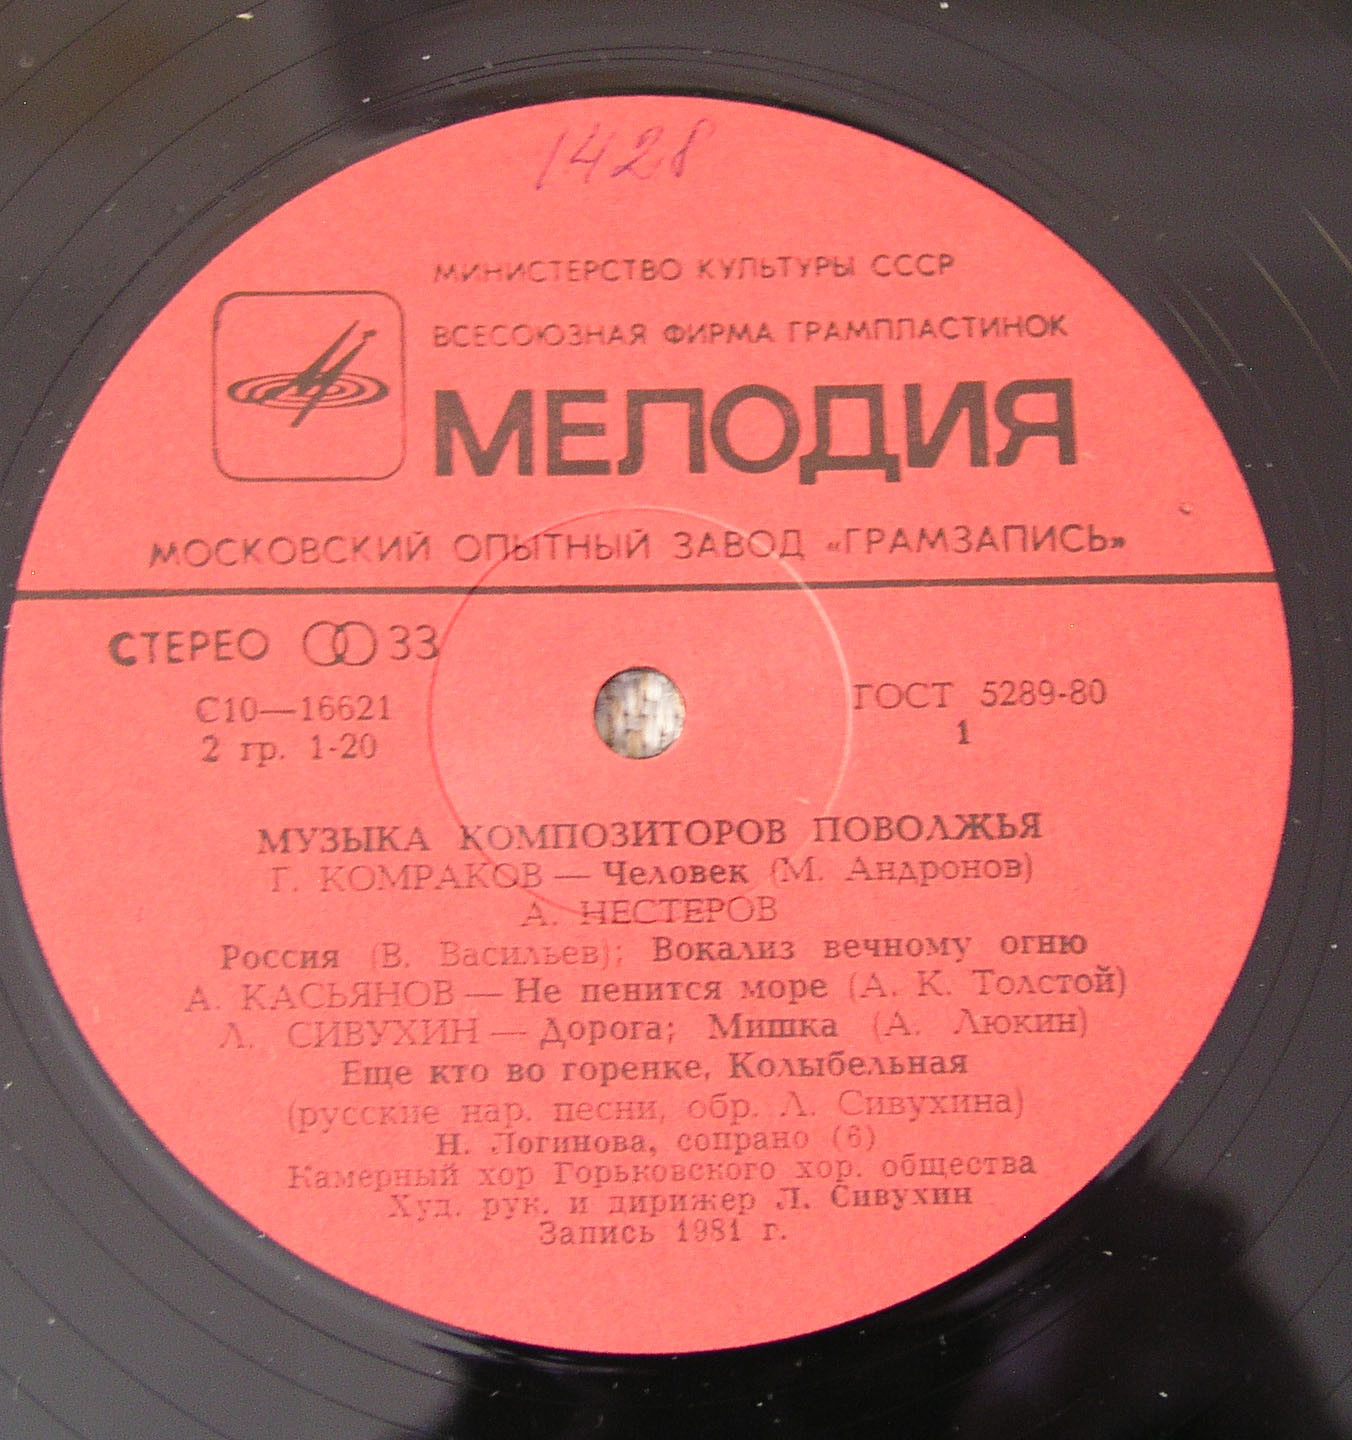 1428
МИНИСТЕРСТВО КУЛЬТУРЫ СССР
ВСЕСОЮЗНАЯ ФИРМА ГРАМПЛАСТИНОК
МЕЛОДИЯ
МОСКОВСКИЙ ОПЫТНЫЙ ЗАВОД «ГРАМЗАПИСЬ»
СТЕРЕО 33
С10—16621
2 гр. 1-20
ГОСТ 5289-80
1
МУЗЫКА КОМПОЗИТОРОВ ПОВОЛЖЬЯ
Г. КОМРАКОВ — Человек (М. Андронов)
А. НЕСТЕРОВ
Россия (В. Васильев); Вокализ вечному огню
А. КАСЬЯНОВ — Не пенится море (А. К. Толстой)
Л. СИВУХИН — Дорога; Мишка (А. Люкин)
Еще кто во горенке, Колыбельная
(русские нар. песни, обр. Л. Сивухина)
Н. Логинова, сопрано (6)
Камерный хор Горьковского хор. общества
Худ. рук. и дирижер Л. Сивухин
Запись 1981 г.